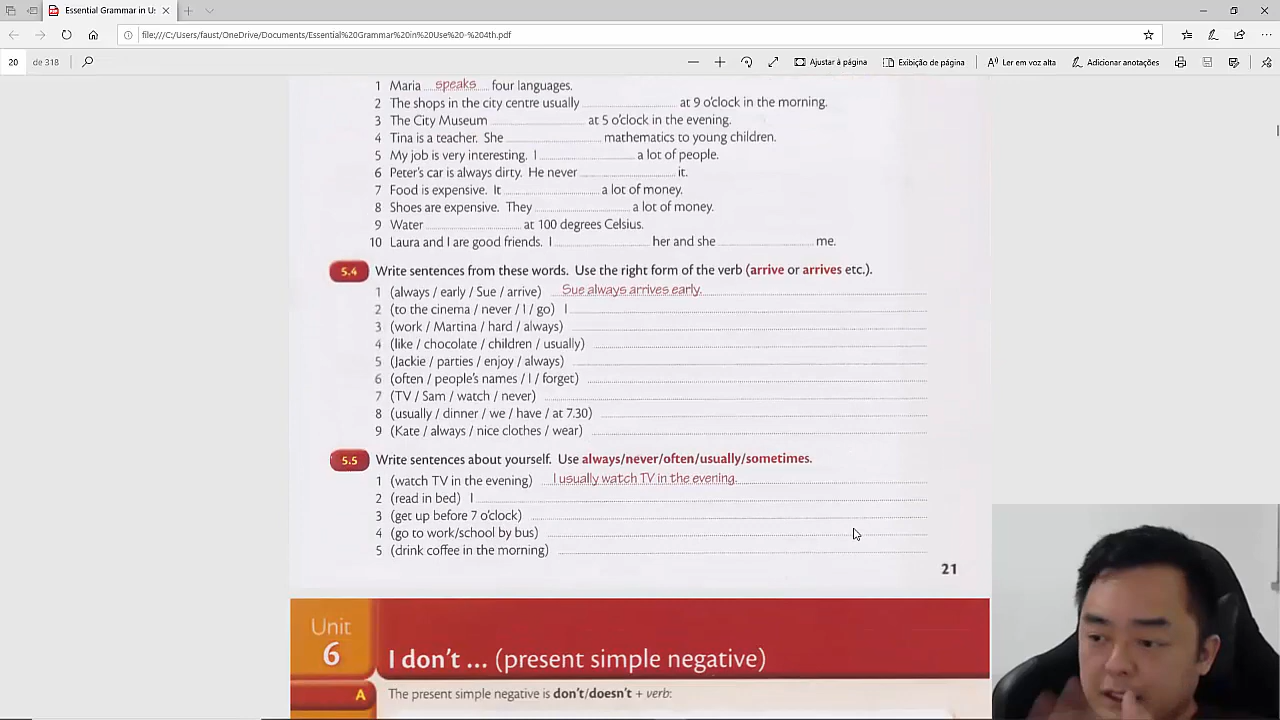 Essential Grammar in Us
file:///C:/Users/faust/OneDrive/Documents/Essential%20Grammar%20in%20Use%20-%204th.pdf
20 de 318 Ajustar à página Exibição de página Ler em voz alta Adicionar anotações
1 Maria speaks four languages.
2 The shops in the city centre usually at 9 o'clock in the morning.
3 The City Museum at 5 o'clock in the evening.
4 Tina is a teacher. She mathematics to young children.
5 My job is very interesting. I a lot of people.
6 Peter's car is always dirty. He never it.
7 Food is expensive. It a lot of money.
8 Shoes are expensive. They a lot of money.
9 Water at 100 degrees Celsius.
10 Laura and I are good friends. I her and she me.
5.4 Write sentences from these words. Use the right form of the verb (arrive or arrives etc.).
1 (always / early / Sue / arrive) Sue always arrives early.
2 (to the cinema / never / I / go) I
3 (work / Martina / hard / always)
4 (like / chocolate / children / usually)
5 (Jackie / parties / enjoy / always)
6 (often / people's names / I / forget)
7 (TV / Sam / watch / never)
8 (usually / dinner / we / have / at 7.30)
9 (Kate / always / nice clothes / wear)
5.5 Write sentences about yourself. Use always/never/often/usually/sometimes.
1 (watch TV in the evening) I usually watch TV in the evening.
2 (read in bed) I
3 (get up before 7 o'clock)
4 (go to work/school by bus)
5 (drink coffee in the morning)
21
Unit
6
I don't ... (present simple negative)
A
The present simple negative is don't/doesn't + verb: